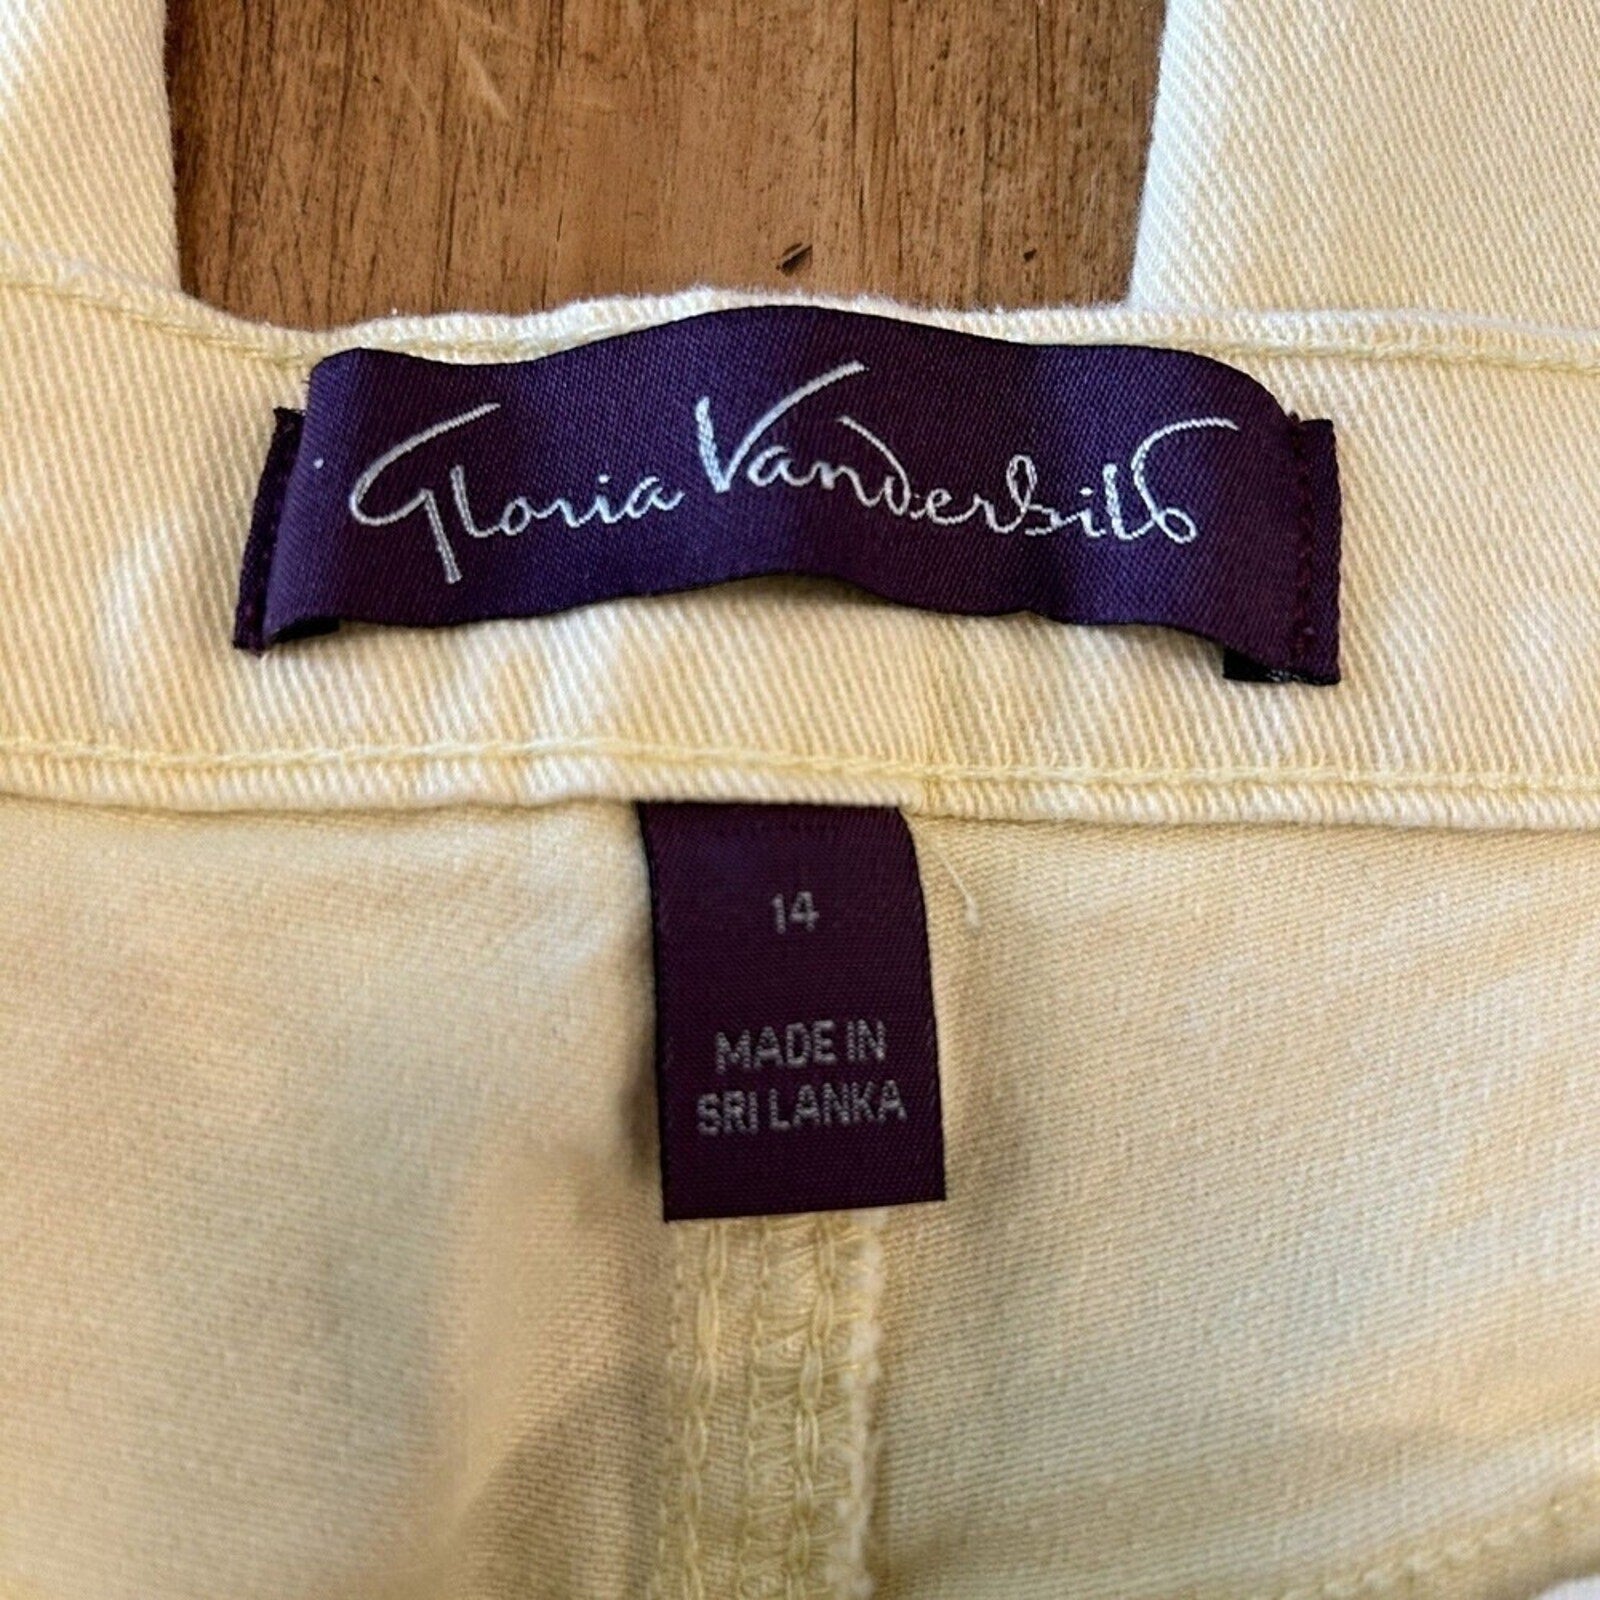 Gloria Vanderbilt
14
MADE IN
SRI LANKA